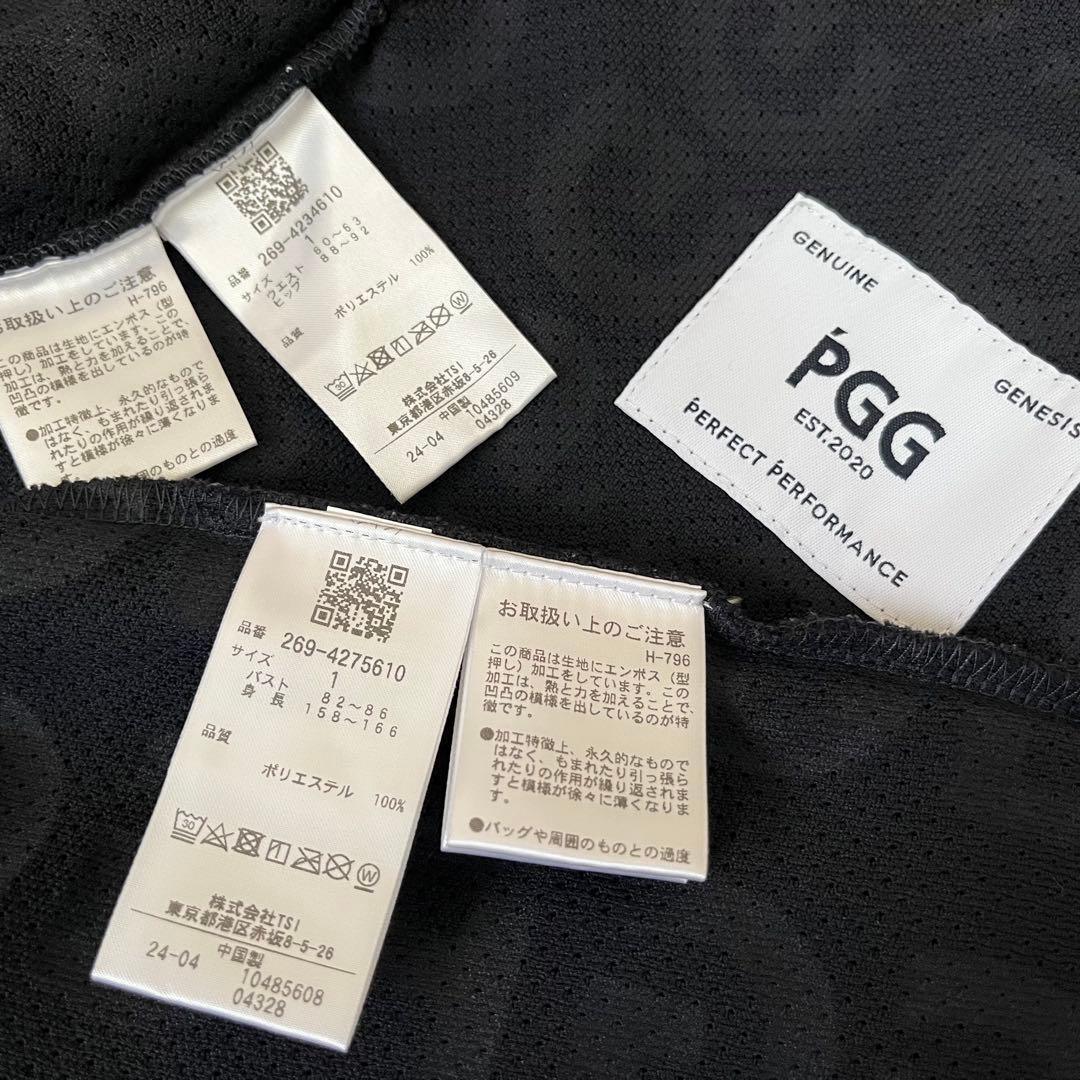 お取扱い上のご注意
H-796
この商品は生地にエンボス（型
押し）加工をしています。この
加工は、熱と力を加えることで、
凹凸の模様を出しているのが特
徴です。
●加工特徴上、永久的なもので
はなく、もまれたり引っ張ら
れたりの作用が繰り返されま
すと模様が徐々に薄くなりま
す。
囲のものとの過度
品番
269-4234610
サイズ 1
ウエスト 60～63
ヒップ 88～92
品質
ポリエステル 100%
30
W
株式会社TSI
東京都港区赤坂8-5-26
24-04 中国製
10485609
04328
GENUINE
GENESIS
PGG
EST.2020
PERFECT PERFORMANCE
品番 269-4275610
サイズ 1
バスト 82～86
身長 158～166
品質
ポリエステル 100%
30
W
株式会社TSI
東京都港区赤坂8-5-26
24-04 中国製
10485608
04328
お取扱い上のご注意
H-796
この商品は生地にエンボス（型
押し）加工をしています。この
加工は、熱と力を加えることで、
凹凸の模様を出しているのが特
徴です。
●加工特徴上、永久的なもので
はなく、もまれたり引っ張ら
れたりの作用が繰り返されま
すと模様が徐々に薄くなりま
す。
●バッグや周囲のものとの過度